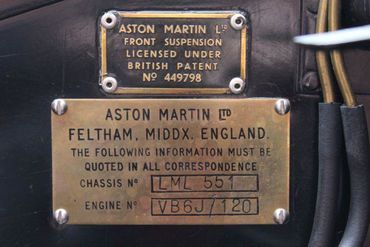 ASTON MARTIN LTD
FRONT SUSPENSION
LICENSED UNDER
BRITISH PATENT
No 449798
ASTON MARTIN LTD
FELTHAM, MIDDX, ENGLAND.
THE FOLLOWING INFORMATION MUST BE
QUOTED IN ALL CORRESPONDENCE
CHASSIS No LML 551
ENGINE No VB6J/120